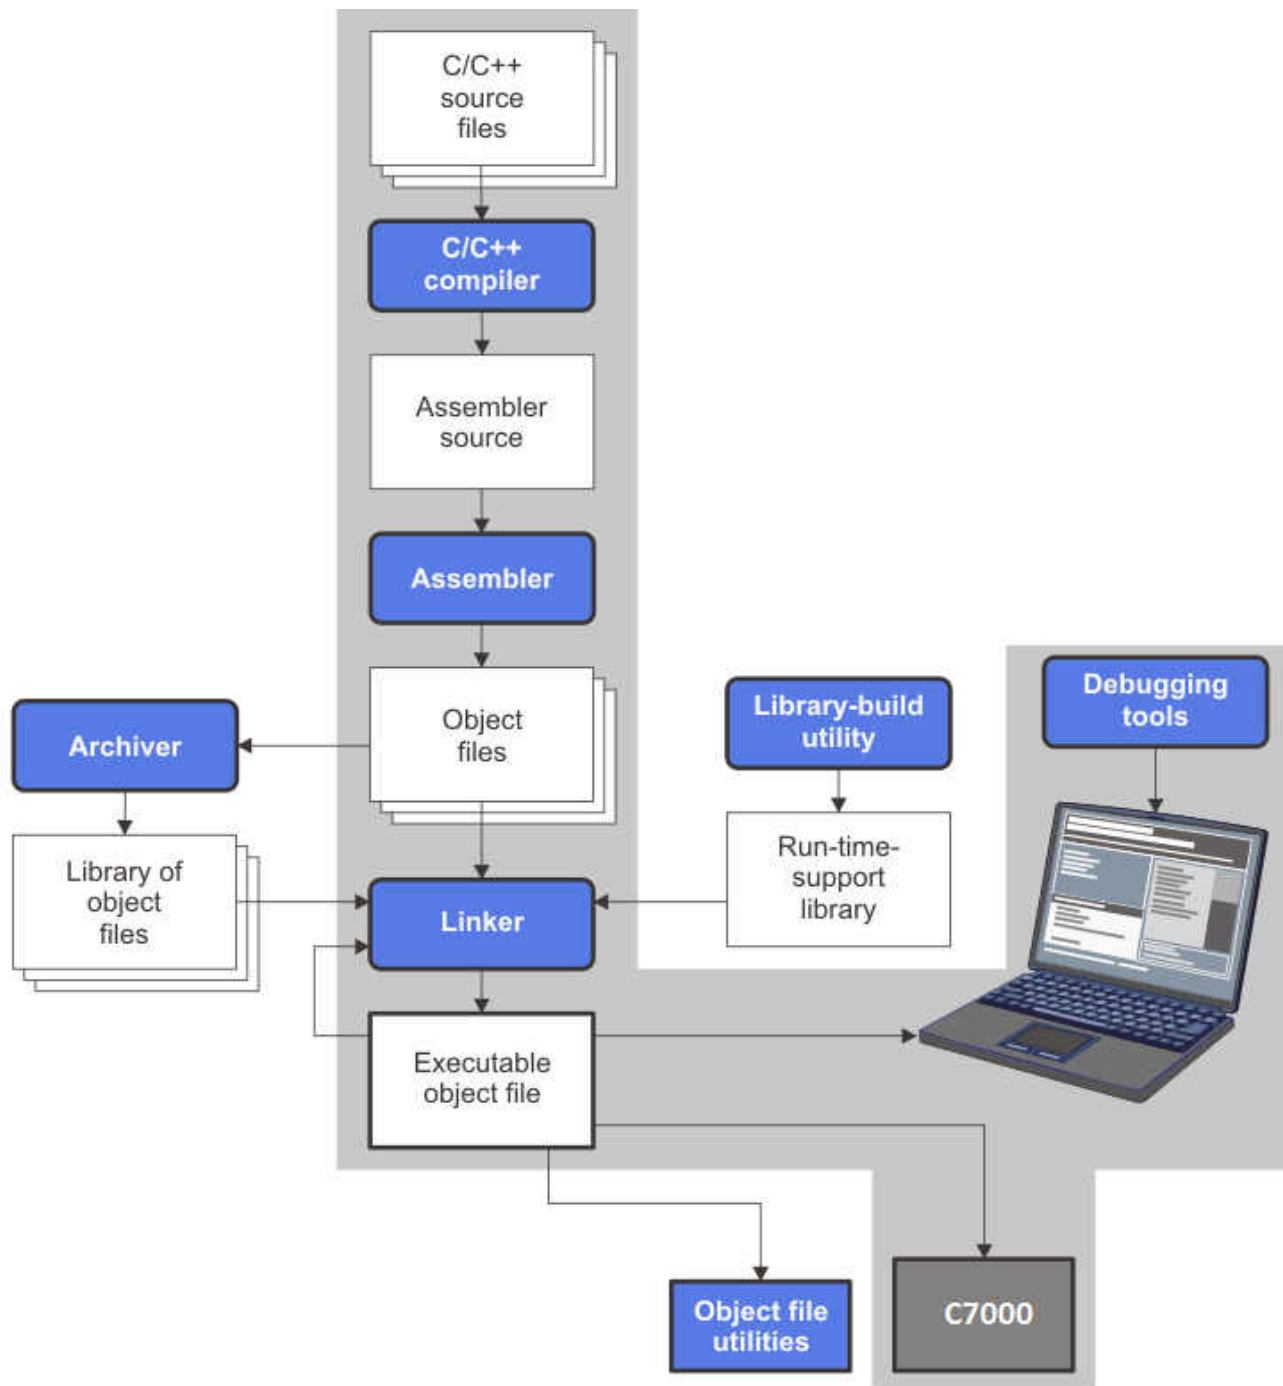 C/C++
source
files
C/C++
compiler
Assembler
source
Assembler
Object
files
Archiver
Library of
object
files
Library-build
utility
Run-time-
support
library
Debugging
tools
Linker
Executable
object file
Object file
utilities
C7000